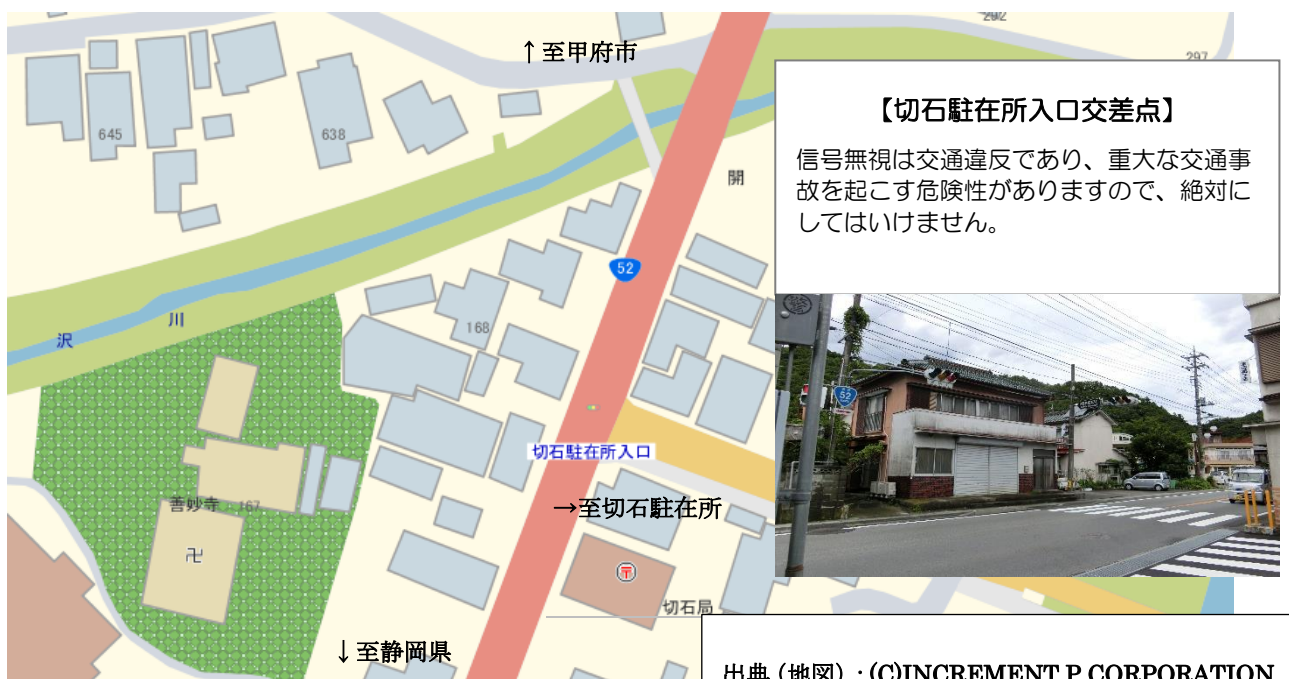 292
↑至甲府市
297
645
638
【切石駐在所入口交差点】
信号無視は交通違反であり、重大な交通事
故を起こす危険性がありますので、絶対に
してはいけません。
開
52
川
沢
168
52
切石駐在所入口
→至切石駐在所
善妙寺 167
卍
〒
切石局
↓至静岡県
出典（地図）：(C)INCREMENT P CORPORATION